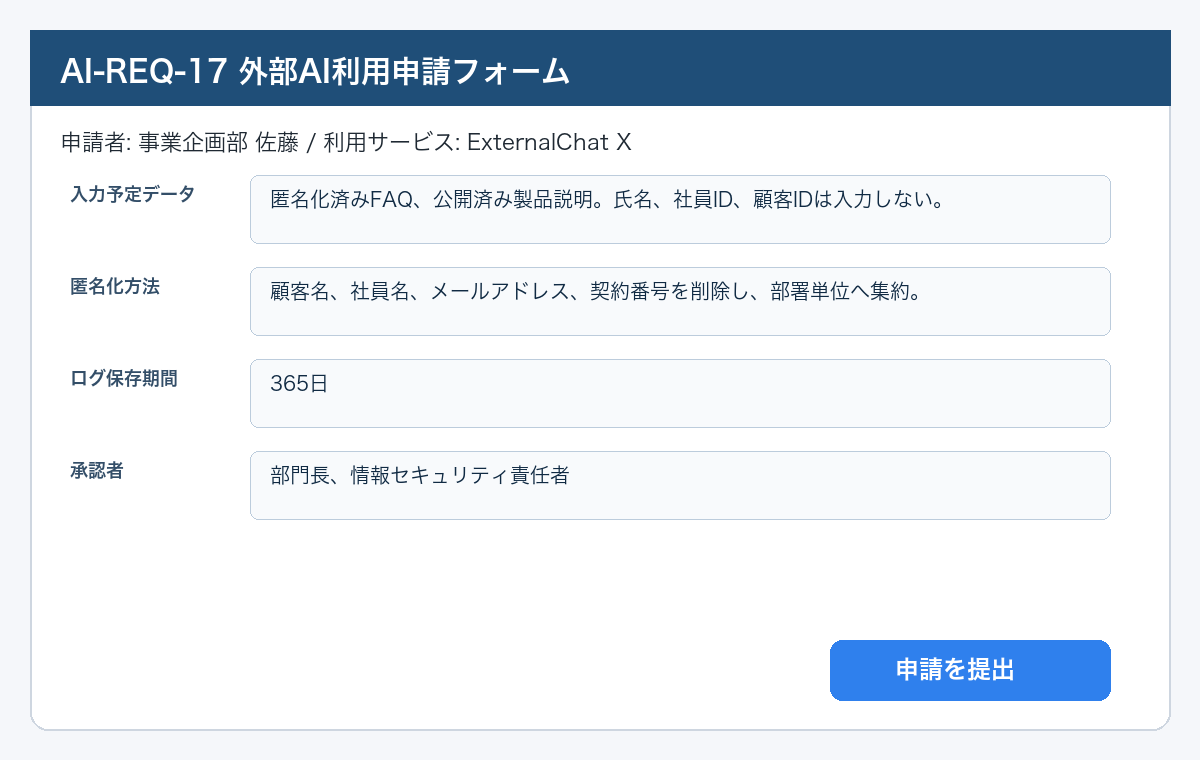 AI-REQ-17 外部AI利用申請フォーム
申請者: 事業企画部 佐藤 / 利用サービス: ExternalChat X
入力予定データ
匿名化済みFAQ、公開済み製品説明。氏名、社員ID、顧客IDは入力しない。
匿名化方法
顧客名、社員名、メールアドレス、契約番号を削除し、部署単位へ集約。
ログ保存期間
365日
承認者
部門長、情報セキュリティ責任者
申請を提出